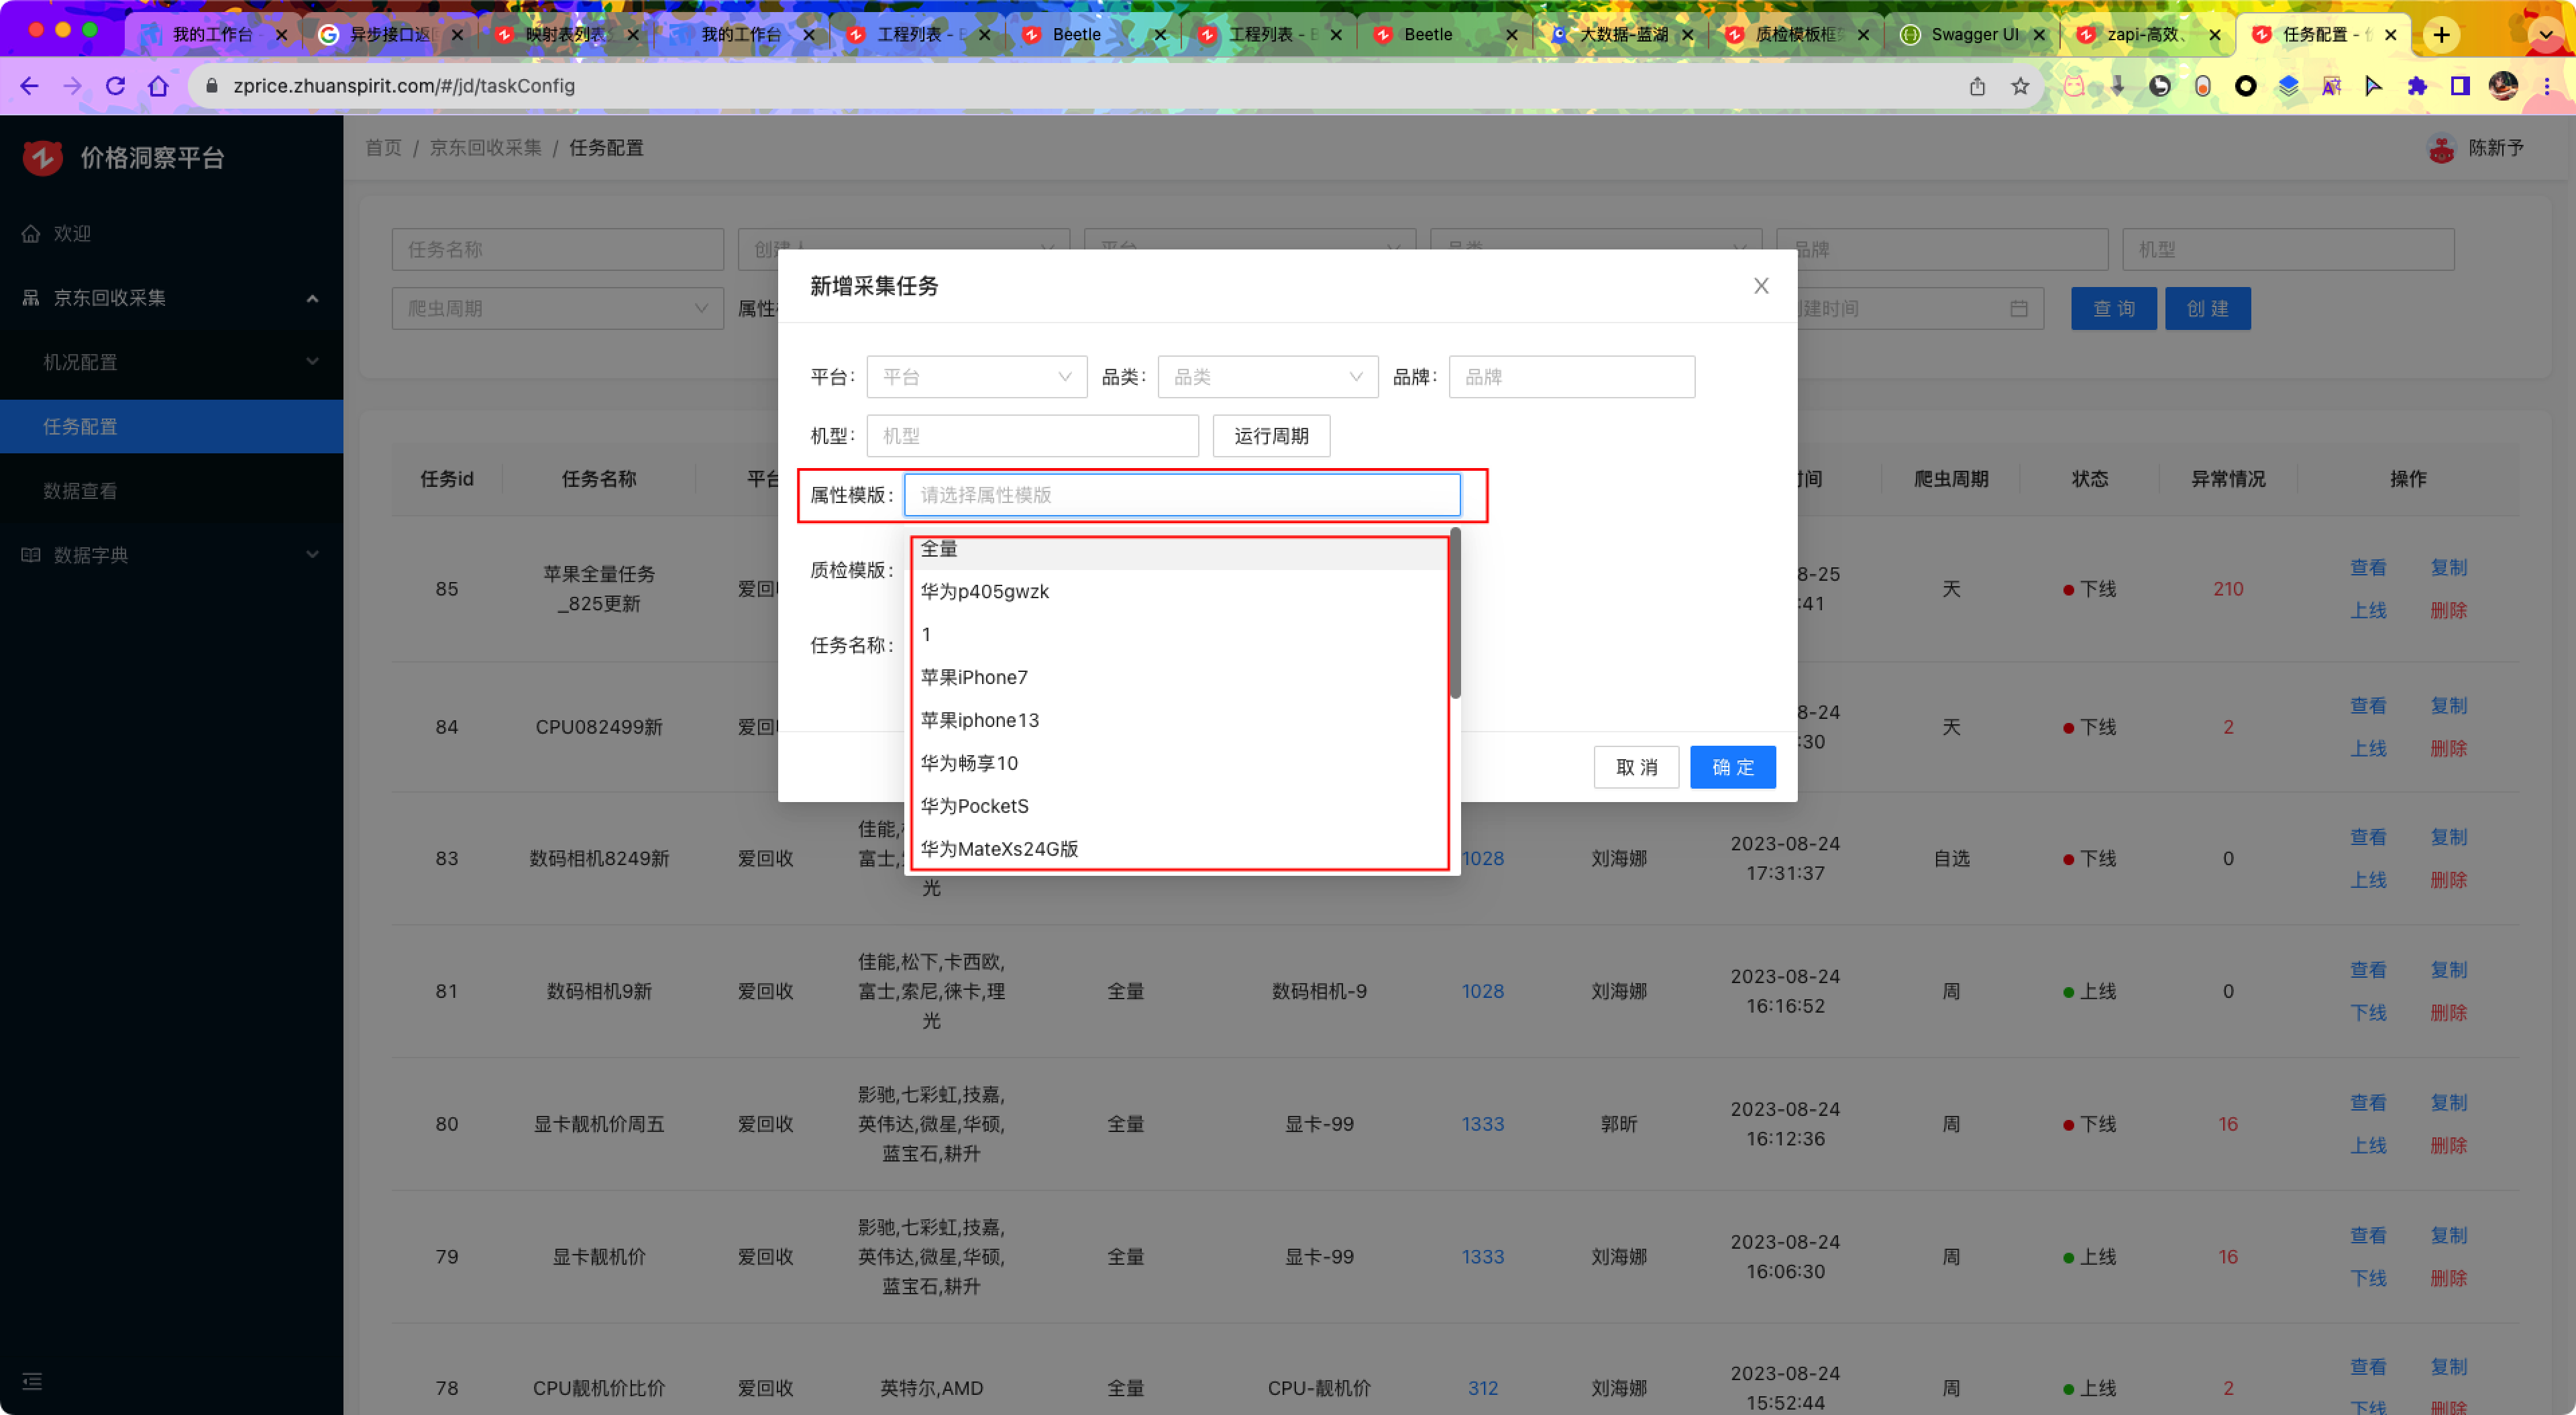 我的工作台
异步接口返回
映射表列表
我的工作台
工程列表 -
Beetle
工程列表 -
Beetle
大数据-蓝湖
质检模板框
Swagger UI
zapi-高效、
任务配置 -
zprice.zhuanspirit.com/#/jd/taskConfig
价格洞察平台
首页 / 京东回收采集 / 任务配置
陈新予
欢迎
京东回收采集
机况配置
任务配置
数据查看
数据字典
任务名称
创建人
平台
品类
品牌
机型
爬虫周期
属性
创建时间
查 询
创 建
新增采集任务
平台:
平台
品类:
品类
品牌:
品牌
机型:
机型
运行周期
属性模版:
请选择属性模版
质检模版:
任务名称:
全量
华为p405gwzk
1
苹果iPhone7
苹果iphone13
华为畅享10
华为PocketS
华为MateXs24G版
取 消
确 定
任务id
任务名称
平台
时间
爬虫周期
状态
异常情况
操作
85
苹果全量任务
_825更新
爱回
8-25
:41
天
下线
210
查看
复制
上线
删除
84
CPU082499新
爱回
8-24
:30
天
下线
2
查看
复制
上线
删除
83
数码相机8249新
爱回收
佳能,
富士,
光
1028
刘海娜
2023-08-24
17:31:37
自选
下线
0
查看
复制
上线
删除
81
数码相机9新
爱回收
佳能,松下,卡西欧,
富士,索尼,徕卡,理
光
全量
数码相机-9
1028
刘海娜
2023-08-24
16:16:52
周
上线
0
查看
复制
下线
删除
80
显卡靓机价周五
爱回收
影驰,七彩虹,技嘉,
英伟达,微星,华硕,
蓝宝石,耕升
全量
显卡-99
1333
郭昕
2023-08-24
16:12:36
周
下线
16
查看
复制
上线
删除
79
显卡靓机价
爱回收
影驰,七彩虹,技嘉,
英伟达,微星,华硕,
蓝宝石,耕升
全量
显卡-99
1333
刘海娜
2023-08-24
16:06:30
周
上线
16
查看
复制
下线
删除
78
CPU靓机价比价
爱回收
英特尔,AMD
全量
CPU-靓机价
312
刘海娜
2023-08-24
15:52:44
周
上线
2
查看
复制
下线
删除